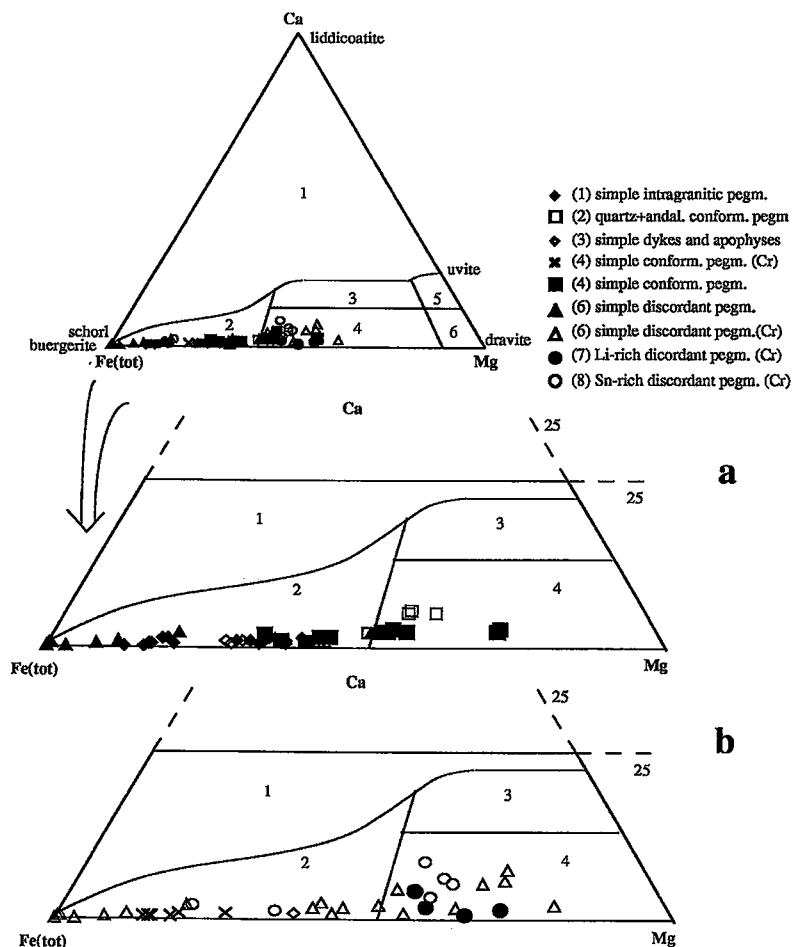 Ca
liddicoatite
1
uvite
3
5
schorl
2
4
6
buergerite
dravite
Fe(tot)
Mg
(1) simple intragranitic pegm.
(2) quartz+andal. conform. pegm
(3) simple dykes and apophyses
(4) simple conform. pegm. (Cr)
(4) simple conform. pegm.
(6) simple discordant pegm.
(6) simple discordant pegm.(Cr)
(7) Li-rich dicordant pegm. (Cr)
(8) Sn-rich discordant pegm. (Cr)
Ca
25
a
25
1
3
2
4
Fe(tot)
Mg
Ca
25
b
25
1
3
2
4
Fe(tot)
Mg